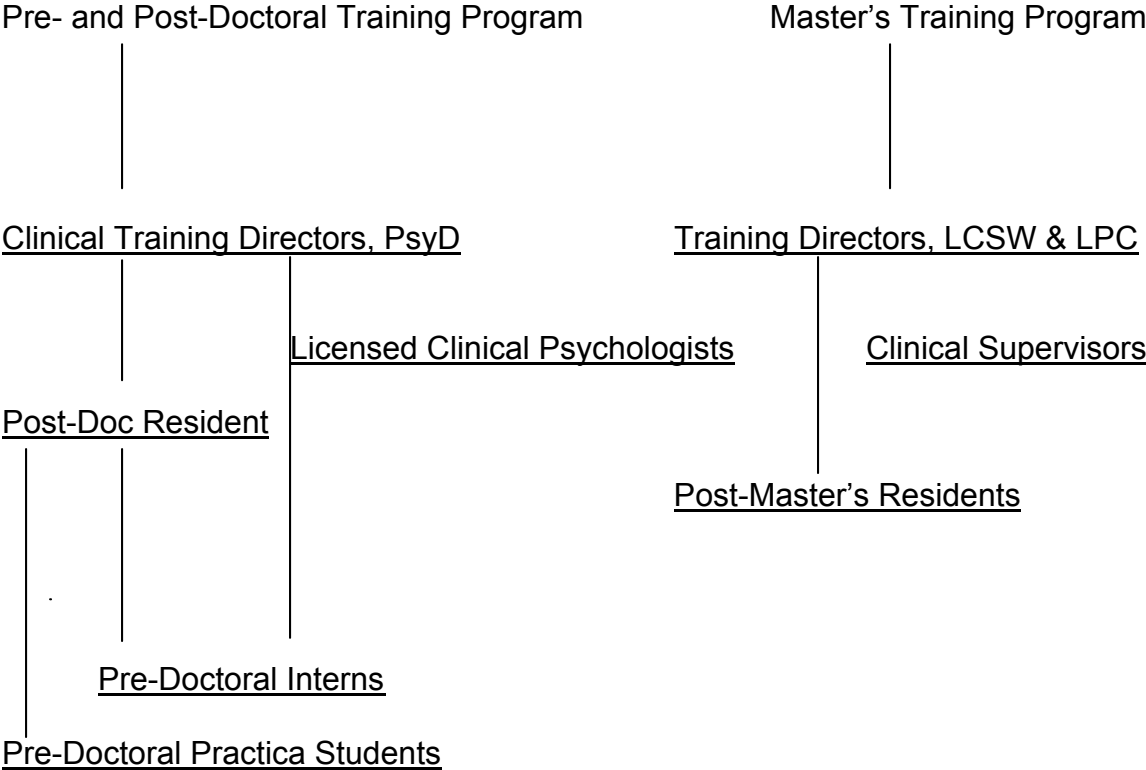 Pre- and Post-Doctoral Training Program
Master’s Training Program
Clinical Training Directors, PsyD
Training Directors, LCSW & LPC
Licensed Clinical Psychologists
Clinical Supervisors
Post-Doc Resident
Post-Master’s Residents
Pre-Doctoral Interns
Pre-Doctoral Practica Students